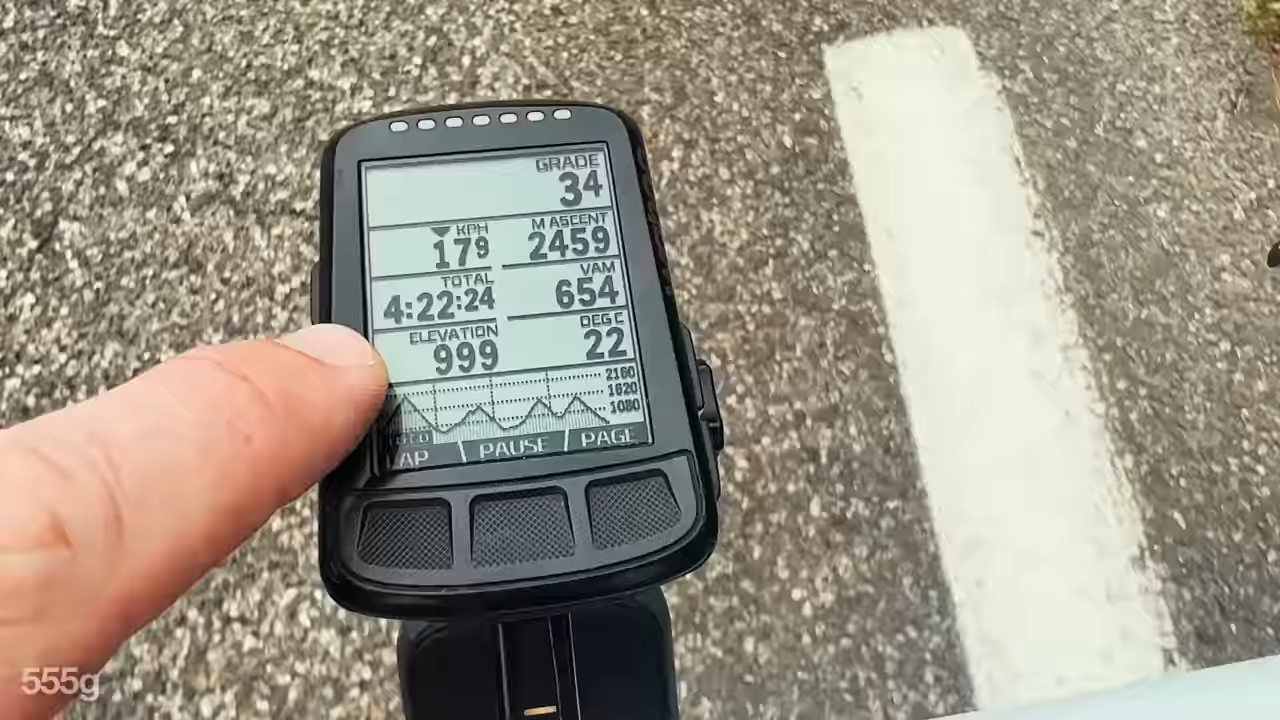 GRADE
34
KPH
17⁹
M ASCENT
2459
TOTAL
4:22:24
VAM
654
ELEVATION
999
DEG C
22
2160
1620
1080
AP
PAUSE
PAGE
555g